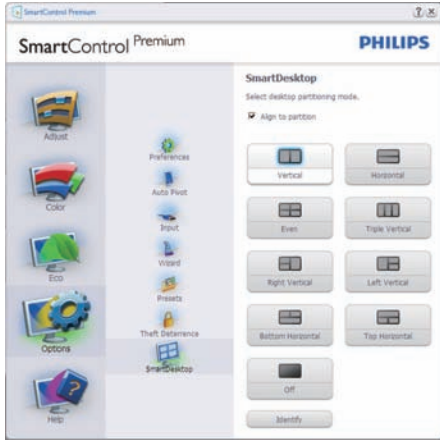 SmartControl Premium
SmartControl Premium
PHILIPS
Adjust
Color
Eco
Options
Help
Preferences
Auto Pivot
Input
Wizard
Presets
Theft Deterrence
SmartDesktop
SmartDesktop
Select desktop partitioning mode.
Align to partition
Vertical
Horizontal
Even
Triple Vertical
Right Vertical
Left Vertical
Bottom Horizontal
Top Horizontal
Off
Identify